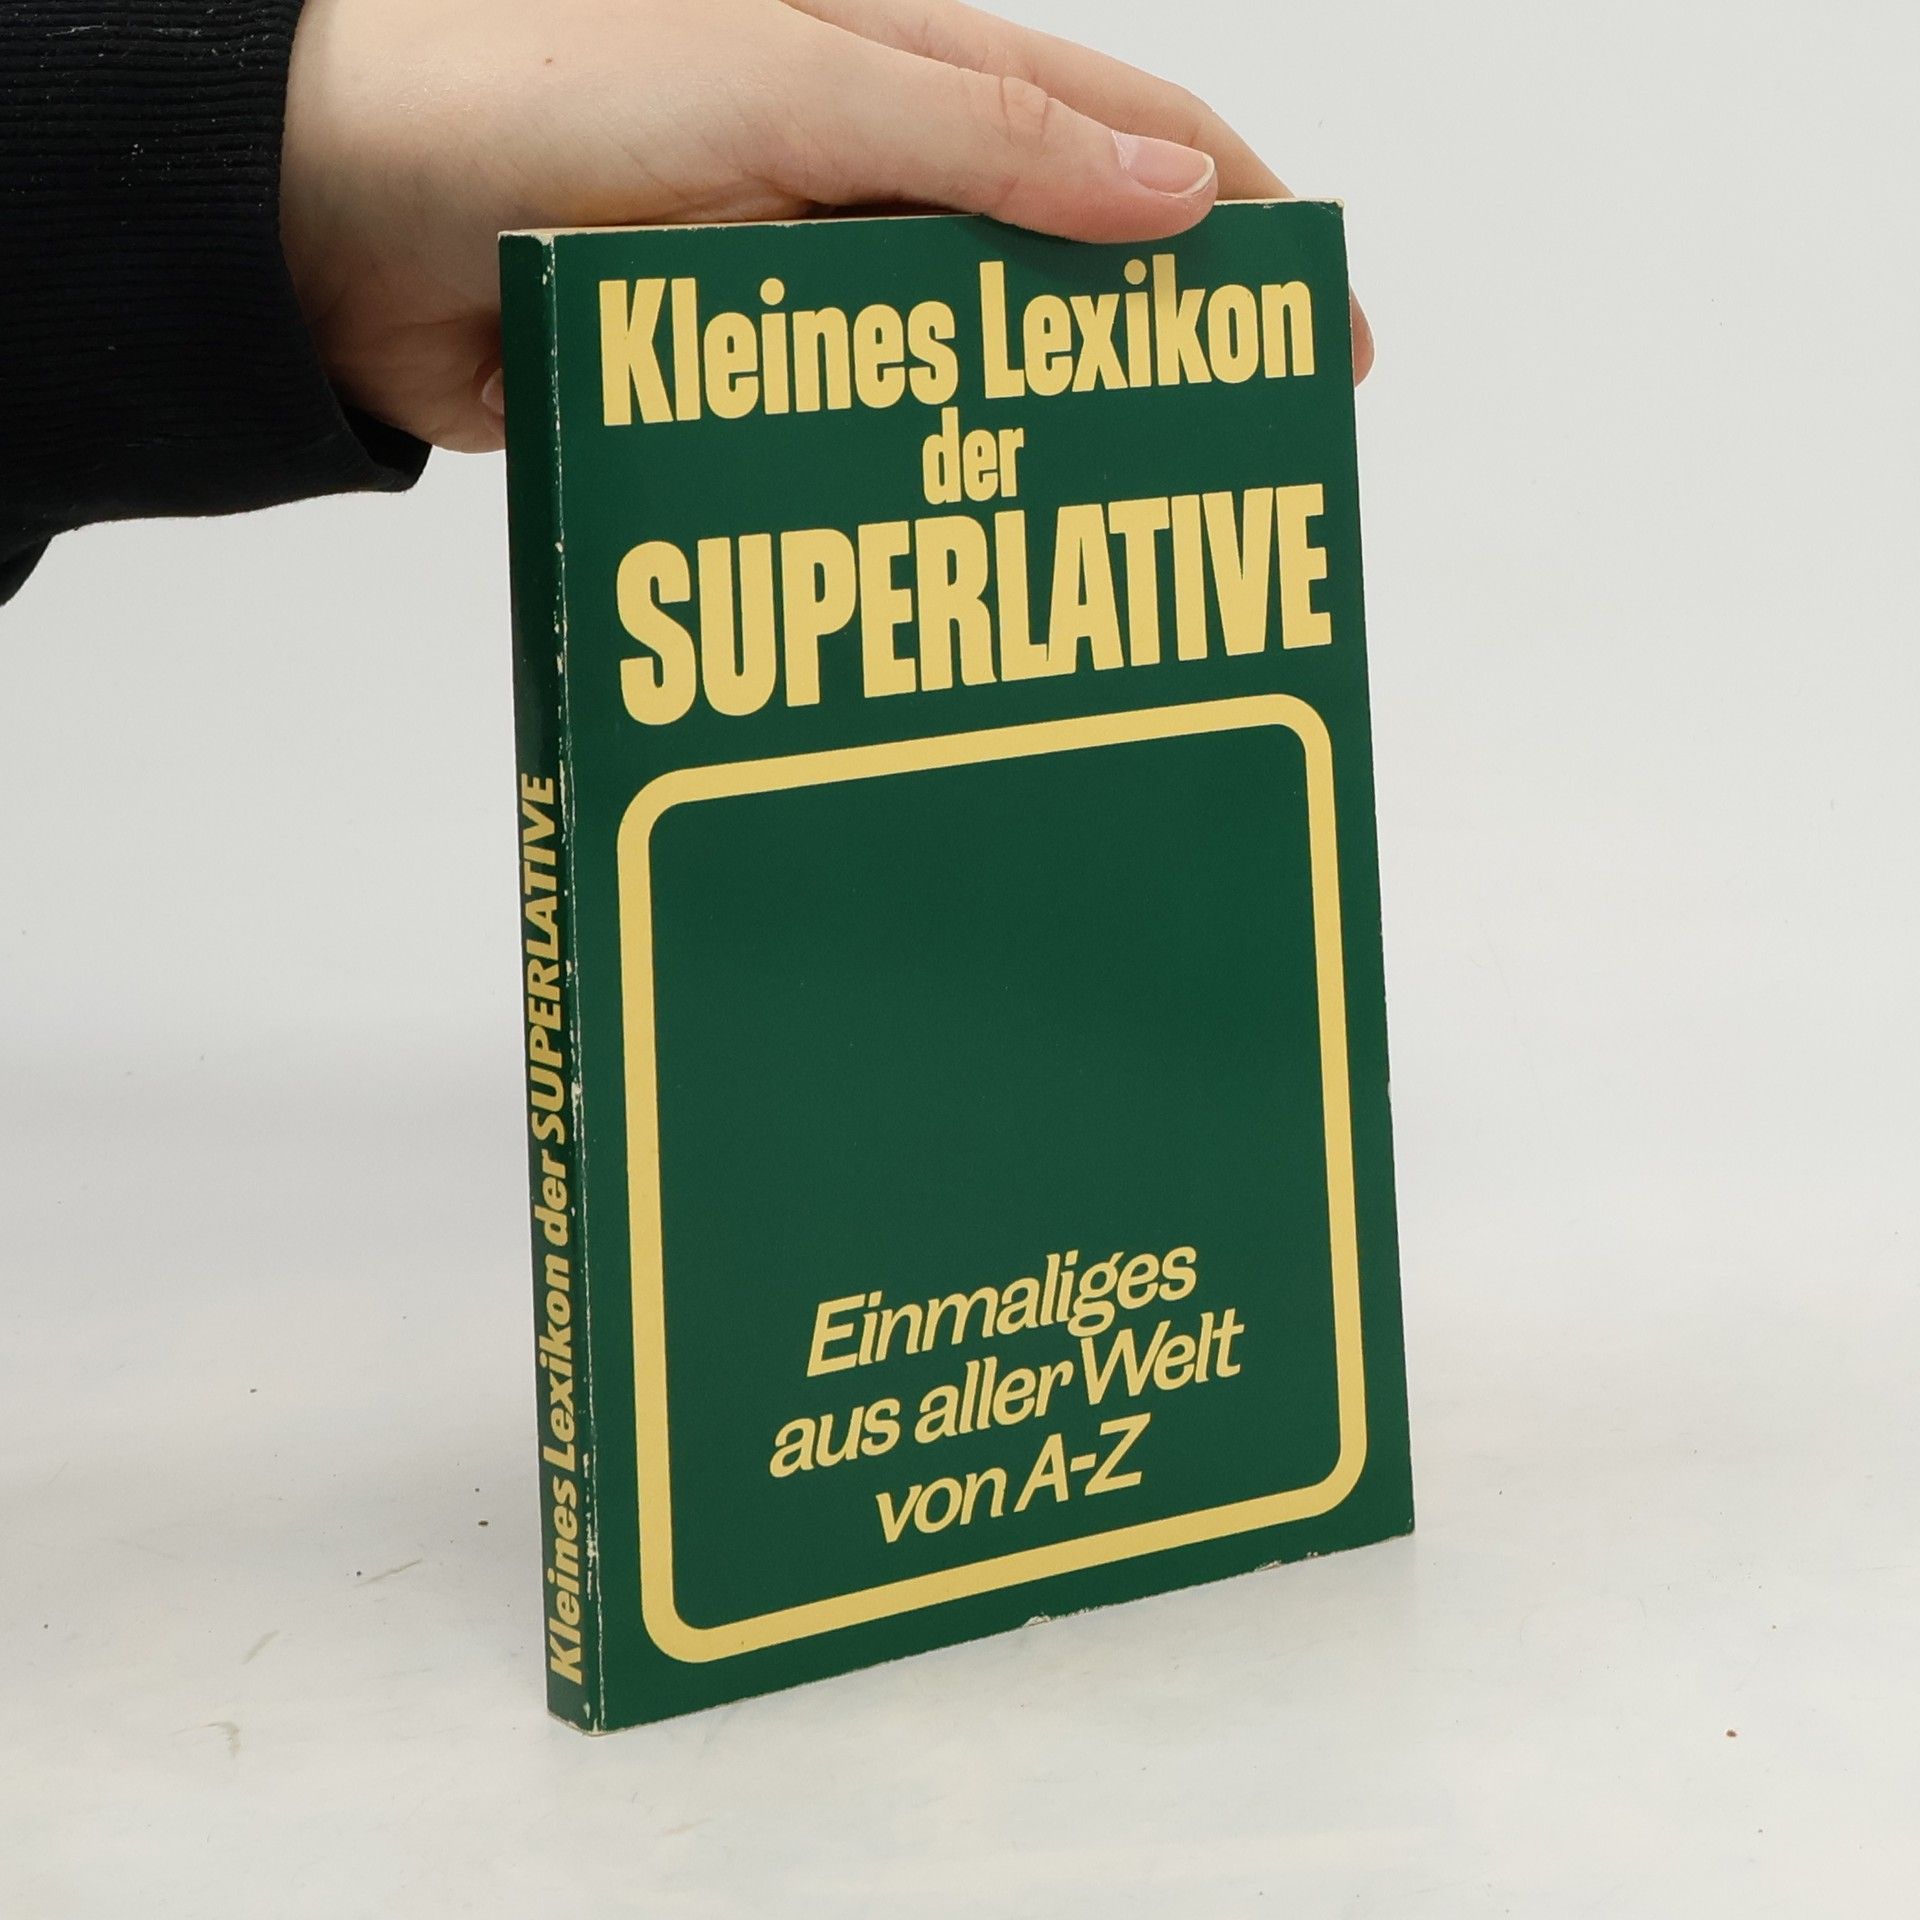 Kleines Lexikon
der
SUPERLATIVE
Einmaliges
aus aller Welt
von A-Z
Kleines Lexikon der SUPERLATIVE